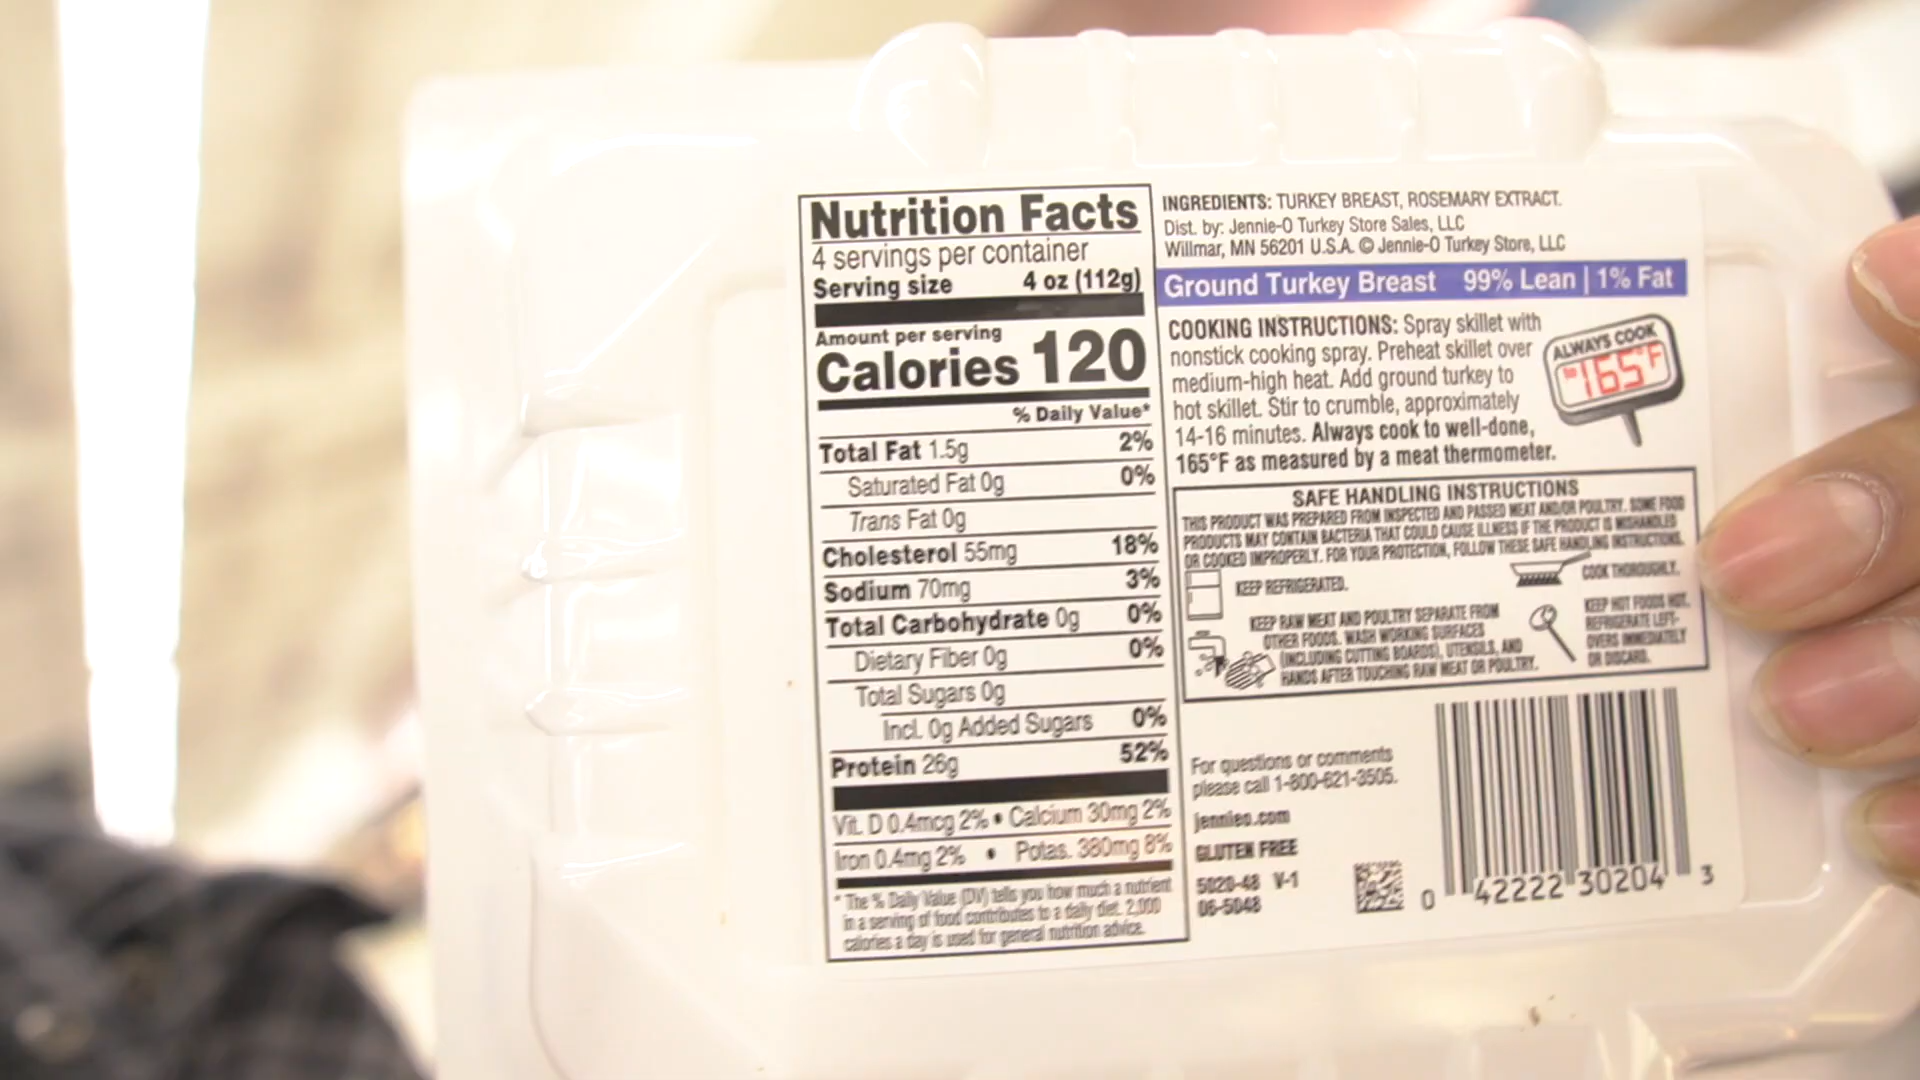 Nutrition Facts
4 servings per container
Serving size 4 oz (112g)
Amount per serving
Calories 120
% Daily Value*
Total Fat 1.5g 2%
Saturated Fat 0g 0%
Trans Fat 0g
Cholesterol 55mg 18%
Sodium 70mg 3%
Total Carbohydrate 0g 0%
Dietary Fiber 0g 0%
Total Sugars 0g
Incl. 0g Added Sugars 0%
Protein 26g 52%
Vit. D 0.4mcg 2% • Calcium 30mg 2%
Iron 0.4mg 2% • Potas. 380mg 8%
* The % Daily Value (DV) tells you how much a nutrient
in a serving of food contributes to a daily diet. 2,000
calories a day is used for general nutrition advice.
INGREDIENTS: TURKEY BREAST, ROSEMARY EXTRACT.
Dist. by: Jennie-O Turkey Store Sales, LLC
Willmar, MN 56201 U.S.A. © Jennie-O Turkey Store, LLC
Ground Turkey Breast 99% Lean | 1% Fat
COOKING INSTRUCTIONS: Spray skillet with
nonstick cooking spray. Preheat skillet over
medium-high heat. Add ground turkey to
hot skillet. Stir to crumble, approximately
14-16 minutes. Always cook to well-done,
165°F as measured by a meat thermometer.
ALWAYS COOK
TO 165°F
SAFE HANDLING INSTRUCTIONS
THIS PRODUCT WAS PREPARED FROM INSPECTED AND PASSED MEAT AND/OR POULTRY. SOME FOOD
PRODUCTS MAY CONTAIN BACTERIA THAT COULD CAUSE ILLNESS IF THE PRODUCT IS MISHANDLED
OR COOKED IMPROPERLY. FOR YOUR PROTECTION, FOLLOW THESE SAFE HANDLING INSTRUCTIONS.
KEEP REFRIGERATED.
COOK THOROUGHLY.
KEEP RAW MEAT AND POULTRY SEPARATE FROM
OTHER FOODS. WASH WORKING SURFACES
(INCLUDING CUTTING BOARDS), UTENSILS, AND
HANDS AFTER TOUCHING RAW MEAT OR POULTRY.
KEEP HOT FOODS HOT.
REFRIGERATE LEFT-
OVERS IMMEDIATELY
OR DISCARD.
For questions or comments
please call 1-800-621-3505.
jennieo.com
GLUTEN FREE
5020-48 V-1
06-5048
0 42222 30204 3